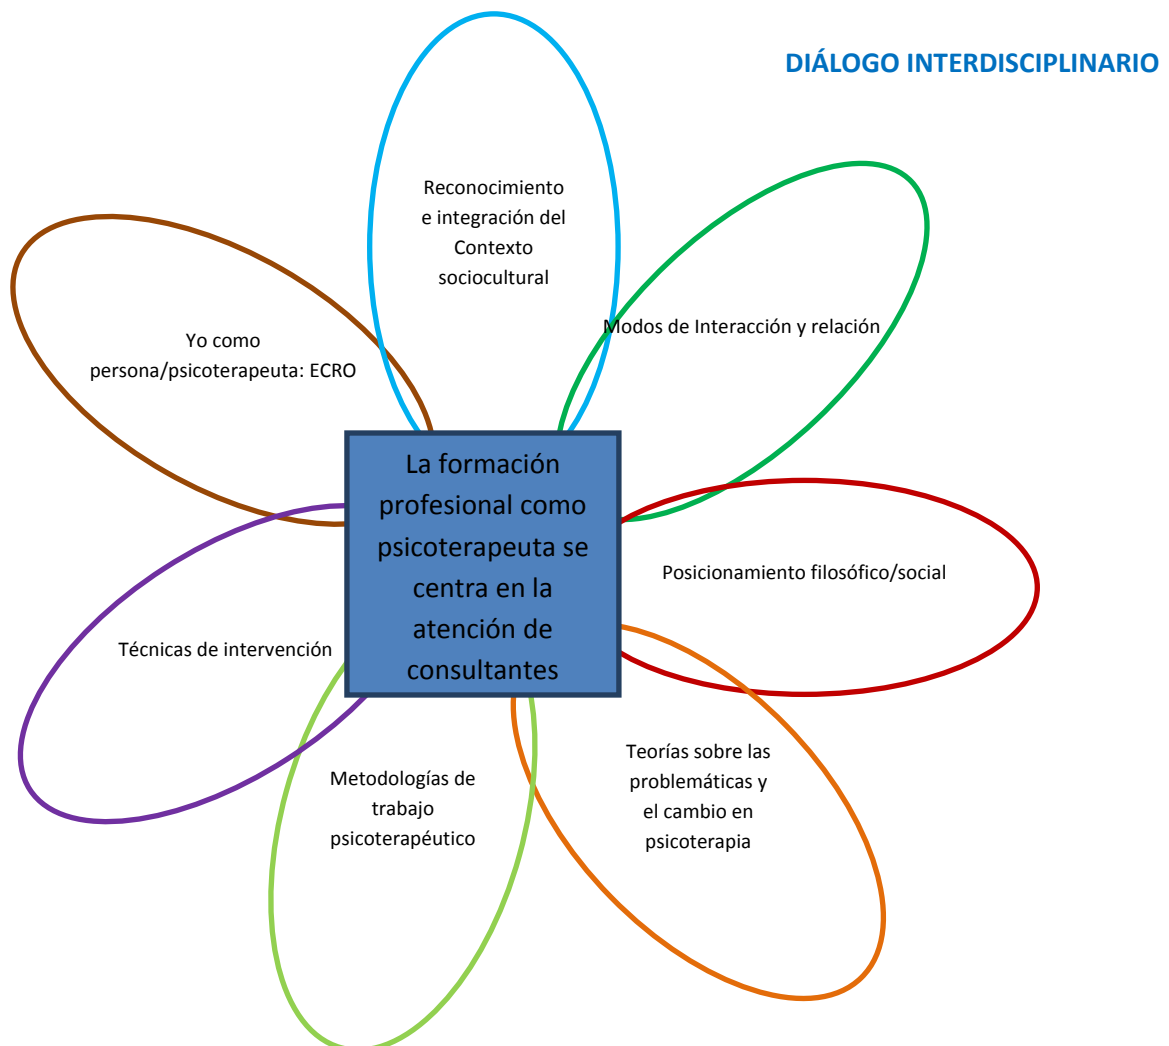 DIÁLOGO INTERDISCIPLINARIO
Reconocimiento
e integración del
Contexto
sociocultural
Modos de Interacción y relación
Yo como
persona/psicoterapeuta: ECRO
La formación
profesional como
psicoterapeuta se
centra en la
atención de
consultantes
Posicionamiento filosófico/social
Técnicas de intervención
Teorías sobre las
problemáticas y
el cambio en
psicoterapia
Metodologías de
trabajo
psicoterapéutico